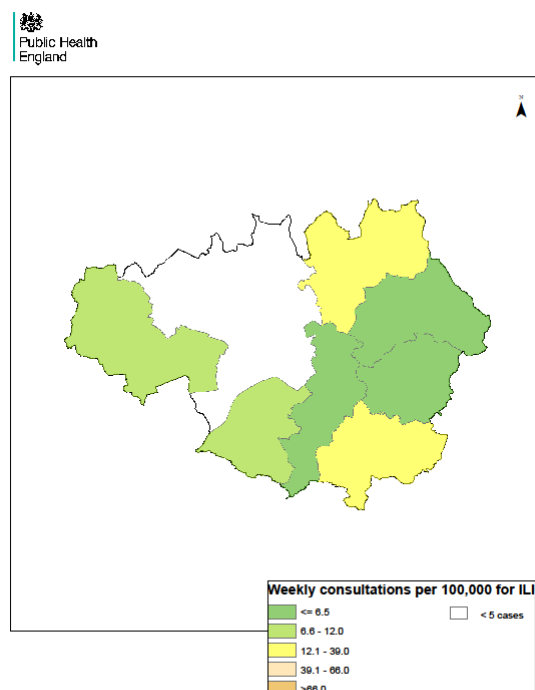 Public Health
England
N
Weekly consultations per 100,000 for ILI
<= 6.5
< 5 cases
6.6 - 12.0
12.1 - 39.0
39.1 - 66.0
>66.0